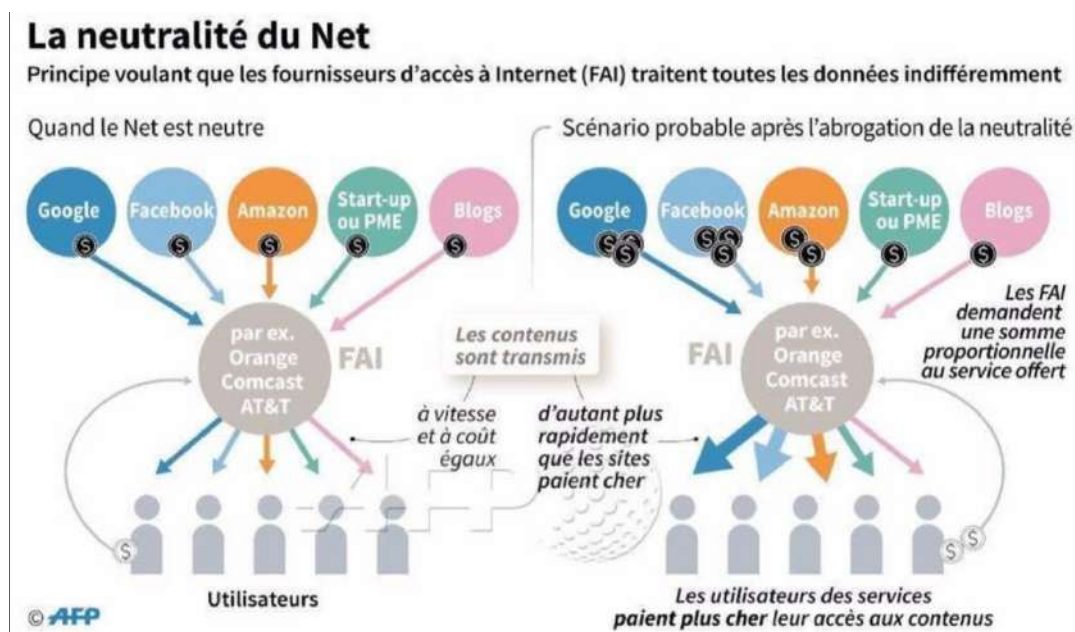 La neutralité du Net
Principe voulant que les fournisseurs d'accès à Internet (FAI) traitent toutes les données indifféremment
Quand le Net est neutre
Google
Facebook
Amazon
Start-up
ou PME
Blogs
$
$
$
$
$
par ex.
Orange
Comcast
AT&T
FAI
Les contenus
sont transmis
à vitesse
et à coût
égaux
$
Utilisateurs
Scénario probable après l'abrogation de la neutralité
Google
Facebook
Amazon
Start-up
ou PME
Blogs
$ $ $
$ $ $
$ $
$
$
Les FAI
demandent
une somme
proportionnelle
au service offert
FAI
par ex.
Orange
Comcast
AT&T
d'autant plus
rapidement
que les sites
paient cher
$ $
Les utilisateurs des services
paient plus cher leur accès aux contenus
AFP
© AFP